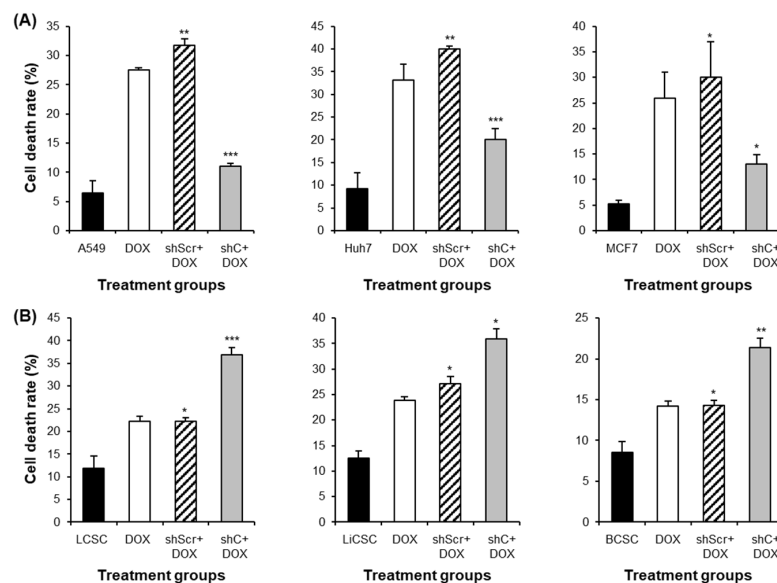 (A)
Cell death rate (%)
35
30
25
20
15
10
5
0
**
***
A549 DOX shScr+ shC+
DOX DOX
Treatment groups
45
40
35
30
25
20
15
10
5
0
**
***
Huh7 DOX shScr+ shC+
DOX DOX
Treatment groups
40
35
30
25
20
15
10
5
0
*
*
MCF7 DOX shScr+ shC+
DOX DOX
Treatment groups
(B)
Cell death rate (%)
45
40
35
30
25
20
15
10
5
0
*
***
LCSC DOX shScr+ shC+
DOX DOX
Treatment groups
40
35
30
25
20
15
10
5
0
*
*
LiCSC DOX shScr+ shC+
DOX DOX
Treatment groups
25
20
15
10
5
0
*
**
BCSC DOX shScr+ shC+
DOX DOX
Treatment groups